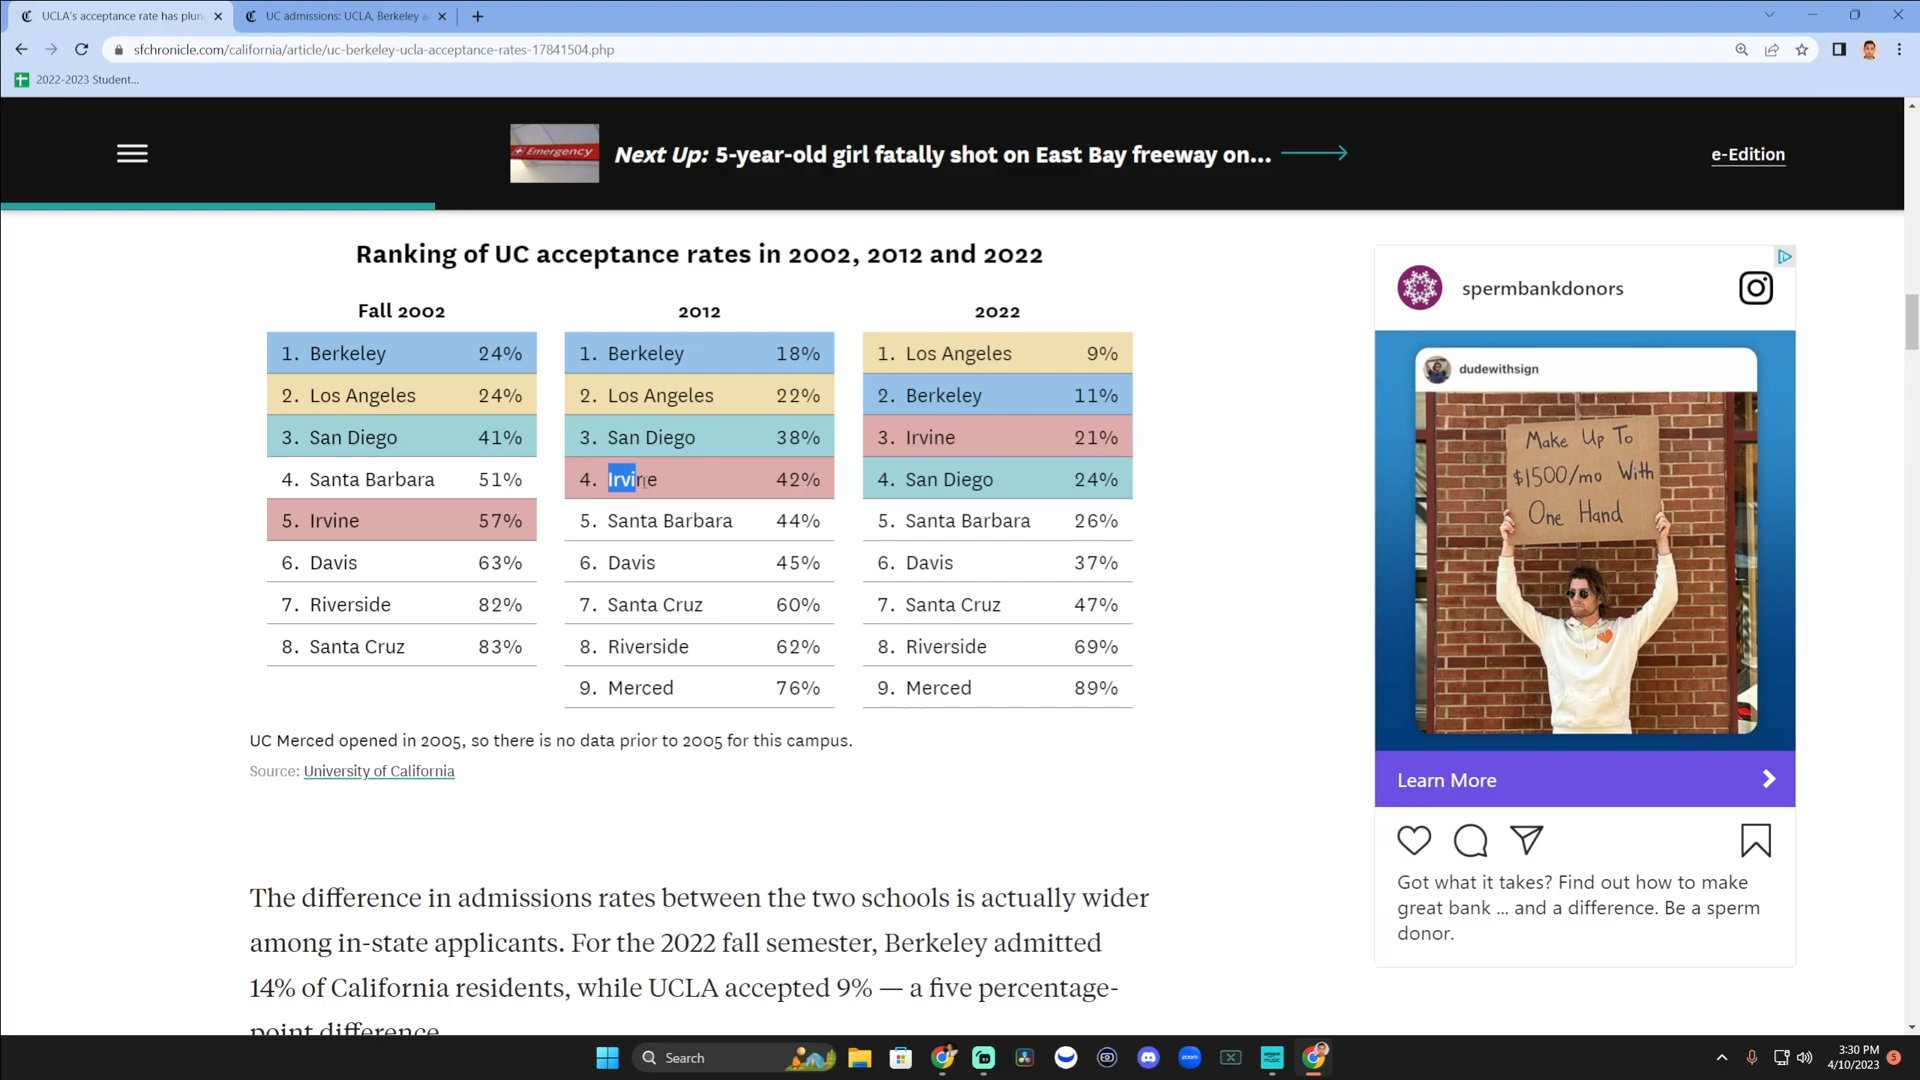 UCLA's acceptance rate has plun
UC admissions: UCLA, Berkeley a
sfchronicle.com/california/article/uc-berkeley-ucla-acceptance-rates-17841504.php
2022-2023 Student...
Emergency
Next Up: 5-year-old girl fatally shot on East Bay freeway on...
e-Edition
Ranking of UC acceptance rates in 2002, 2012 and 2022
Fall 2002
1. Berkeley 24%
2. Los Angeles 24%
3. San Diego 41%
4. Santa Barbara 51%
5. Irvine 57%
6. Davis 63%
7. Riverside 82%
8. Santa Cruz 83%
2012
1. Berkeley 18%
2. Los Angeles 22%
3. San Diego 38%
4. Irvine 42%
5. Santa Barbara 44%
6. Davis 45%
7. Santa Cruz 60%
8. Riverside 62%
9. Merced 76%
2022
1. Los Angeles 9%
2. Berkeley 11%
3. Irvine 21%
4. San Diego 24%
5. Santa Barbara 26%
6. Davis 37%
7. Santa Cruz 47%
8. Riverside 69%
9. Merced 89%
UC Merced opened in 2005, so there is no data prior to 2005 for this campus.
Source: University of California
The difference in admissions rates between the two schools is actually wider
among in-state applicants. For the 2022 fall semester, Berkeley admitted
14% of California residents, while UCLA accepted 9% — a five percentage-
point difference.
spermbankdonors
dudewithsign
Make Up To
$1500/mo With
One Hand
Learn More
Got what it takes? Find out how to make
great bank ... and a difference. Be a sperm
donor.
Search
zoom
music
3:30 PM
4/10/2023
5